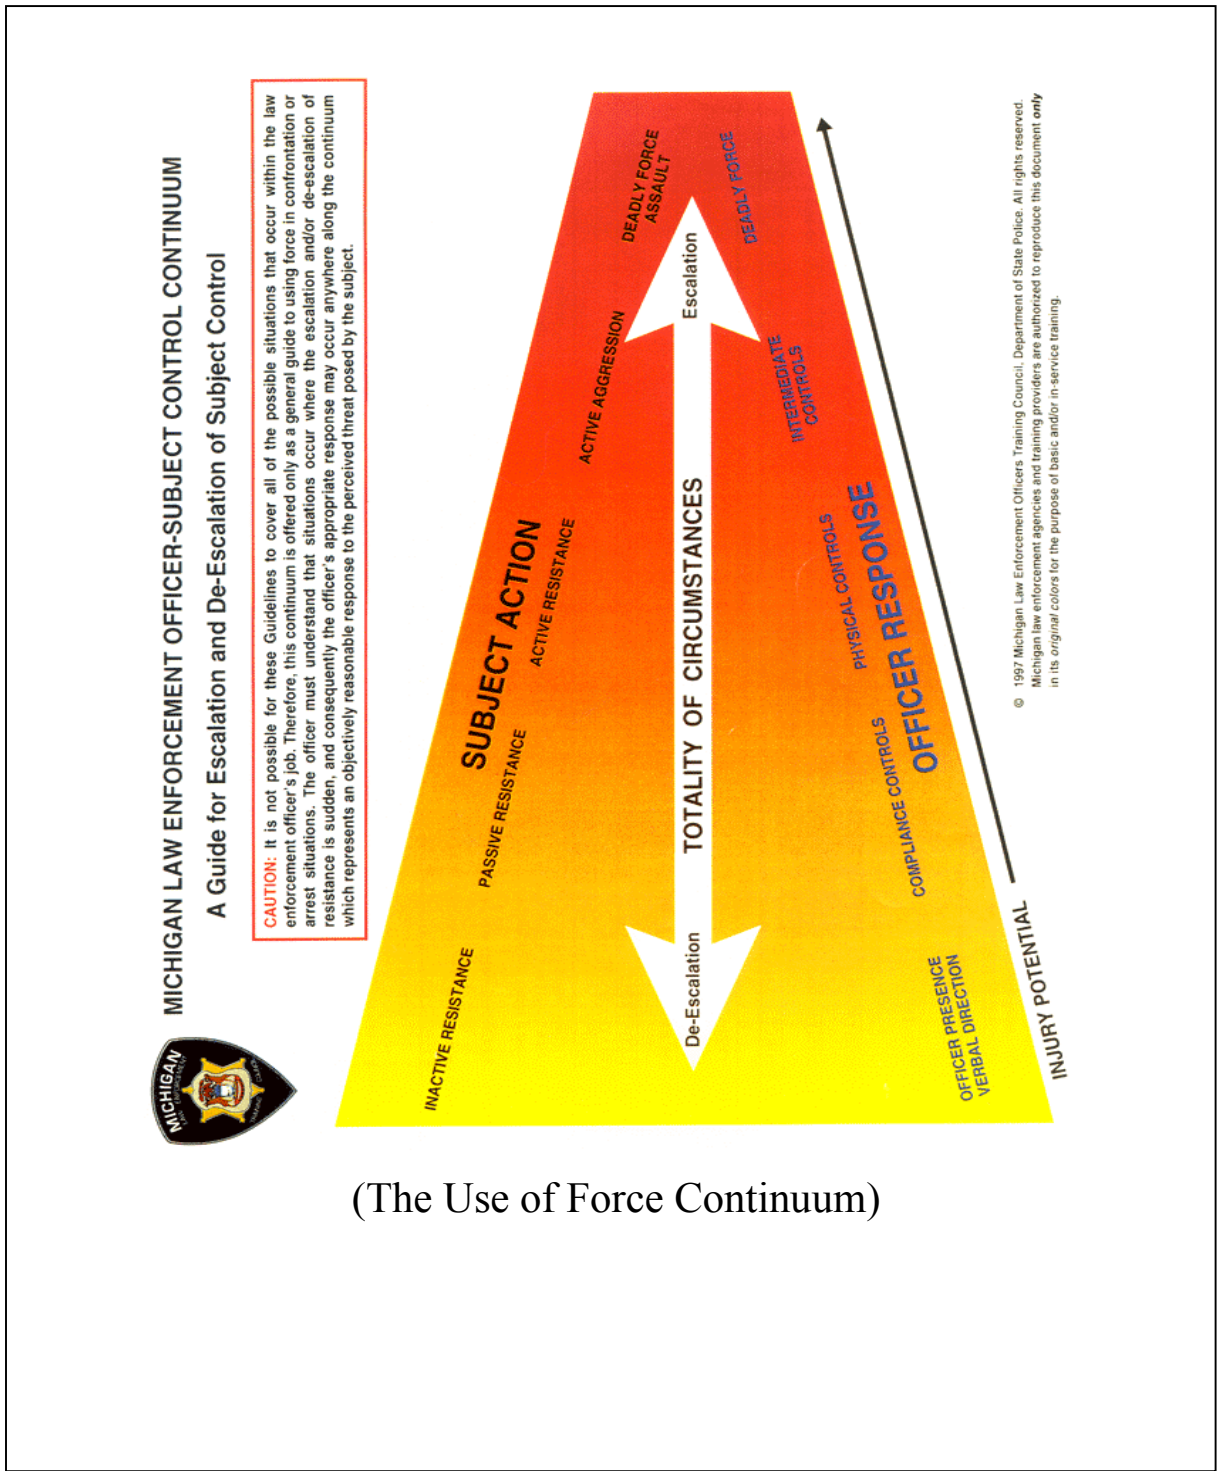 MICHIGAN LAW ENFORCEMENT OFFICER-SUBJECT CONTROL CONTINUUM
A Guide for Escalation and De-Escalation of Subject Control
MICHIGAN
LAW ENFORCEMENT
TRAINING COUNCIL
CAUTION: It is not possible for these Guidelines to cover all of the possible situations that occur within the law
enforcement officer's job. Therefore, this continuum is offered only as a general guide to using force in confrontation or
arrest situations. The officer must understand that situations occur where the escalation and/or de-escalation of
resistance is sudden, and consequently the officer's appropriate response may occur anywhere along the continuum
which represents an objectively reasonable response to the perceived threat posed by the subject.
SUBJECT ACTION
INACTIVE RESISTANCE
PASSIVE RESISTANCE
ACTIVE RESISTANCE
ACTIVE AGGRESSION
DEADLY FORCE
ASSAULT
De-Escalation
TOTALITY OF CIRCUMSTANCES
Escalation
OFFICER PRESENCE
VERBAL DIRECTION
COMPLIANCE CONTROLS
PHYSICAL CONTROLS
INTERMEDIATE
CONTROLS
DEADLY FORCE
OFFICER RESPONSE
INJURY POTENTIAL
© 1997 Michigan Law Enforcement Officers Training Council, Department of State Police. All rights reserved.
Michigan law enforcement agencies and training providers are authorized to reproduce this document only
in its original colors for the purpose of basic and/or in-service training.
(The Use of Force Continuum)